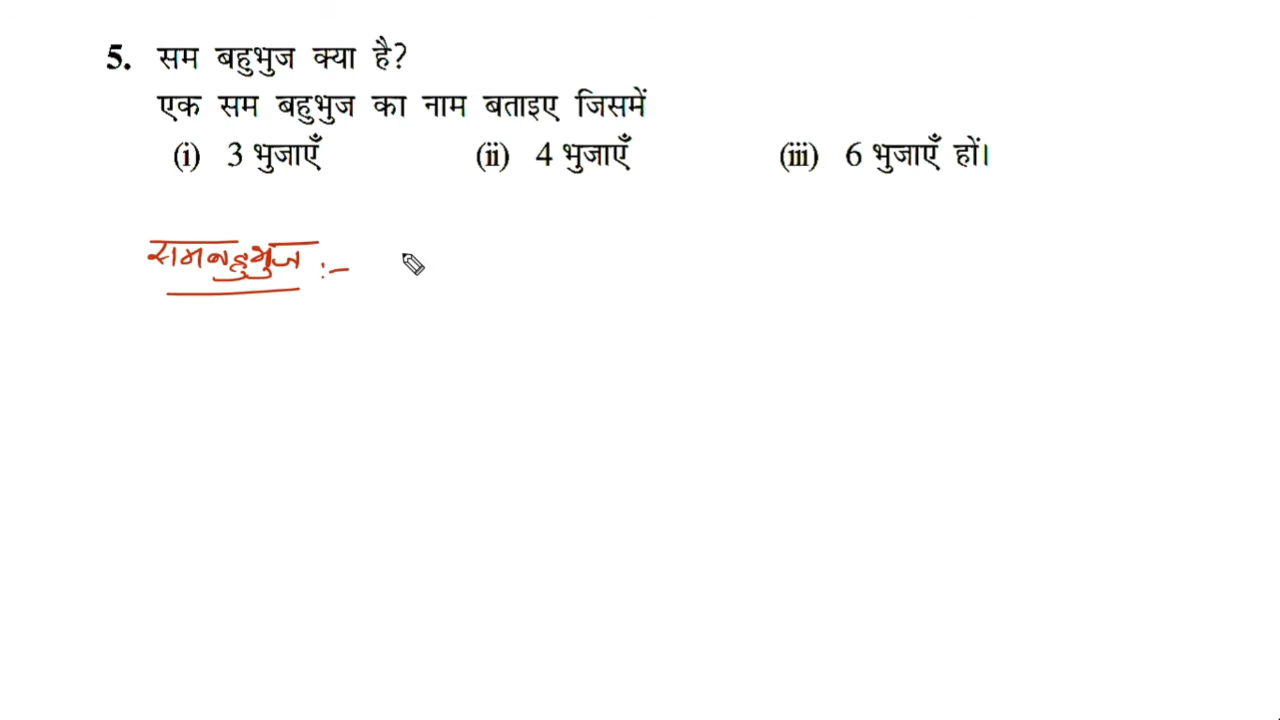 5. सम बहुभुज क्या है?
एक सम बहुभुज का नाम बताइए जिसमें
(i) 3 भुजाएँ (ii) 4 भुजाएँ (iii) 6 भुजाएँ हों।
समबहुभुज :-